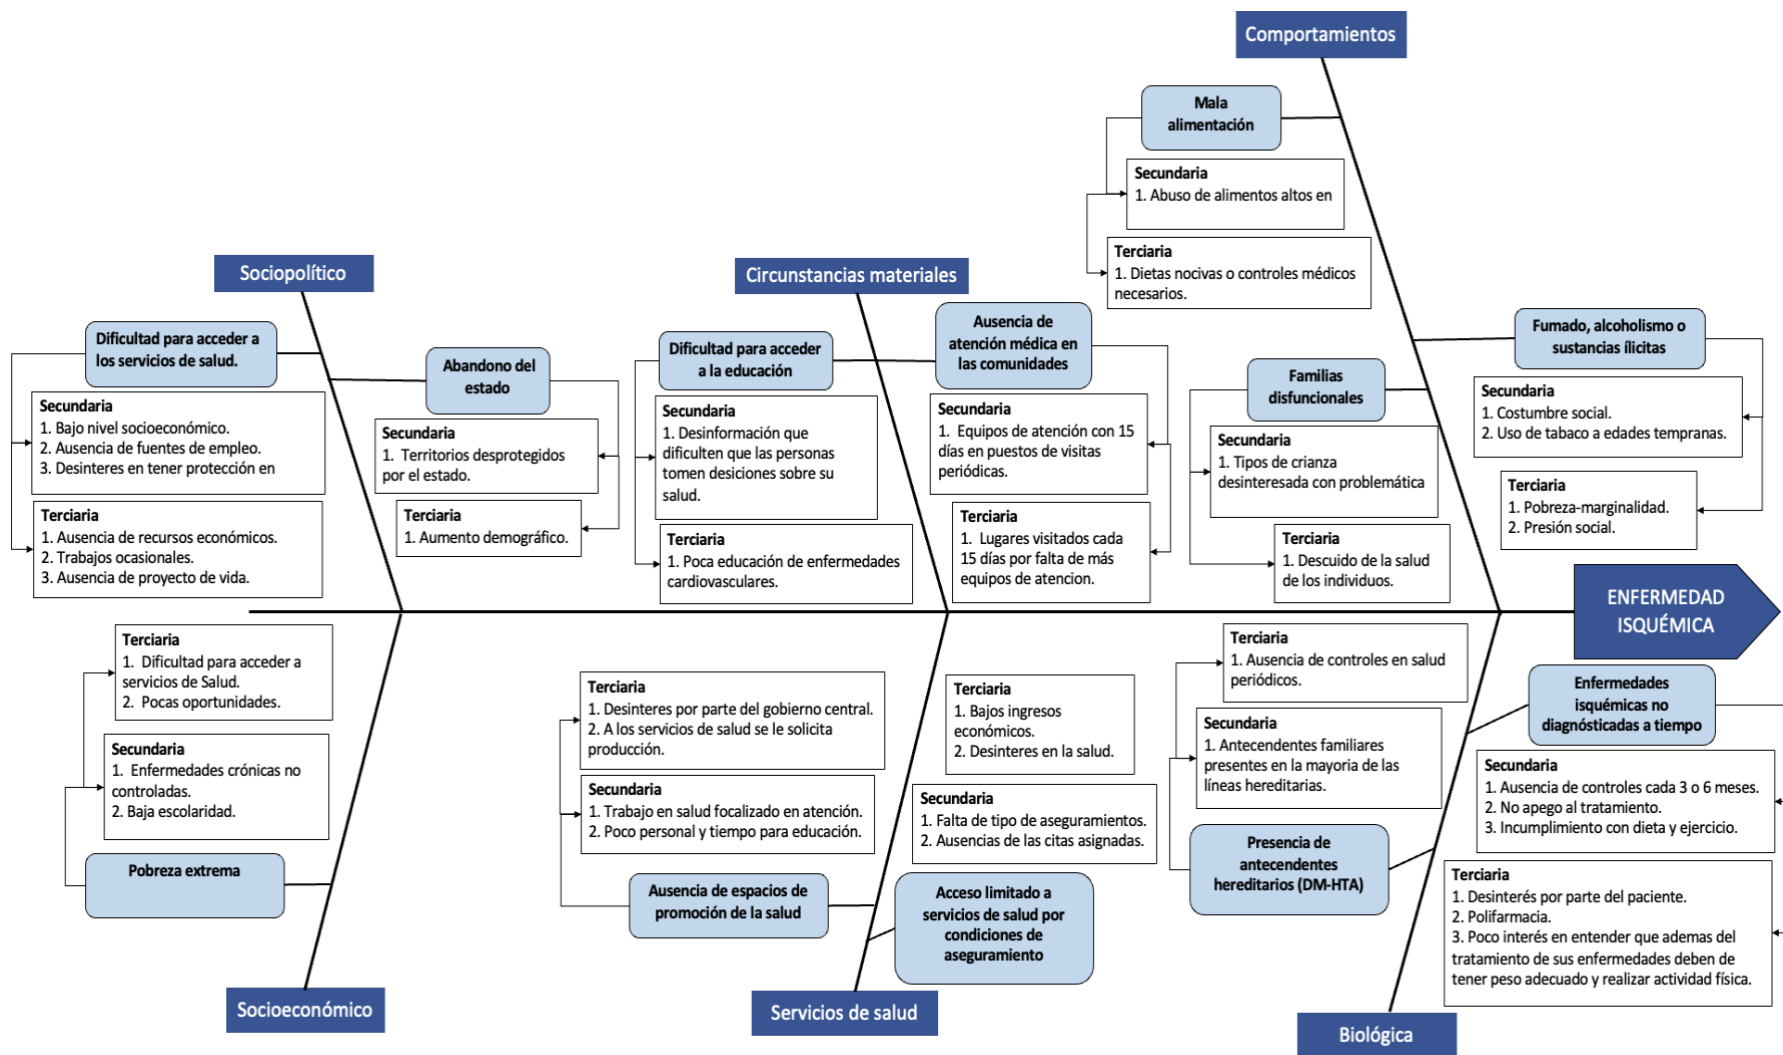 Comportamientos
Mala
alimentación
Secundaria
1. Abuso de alimentos altos en
Terciaria
1. Dietas nocivas o controles médicos
necesarios.
Sociopolítico
Dificultad para acceder a
los servicios de salud.
Secundaria
1. Bajo nivel socioeconómico.
2. Ausencia de fuentes de empleo.
3. Desinteres en tener protección en
Terciaria
1. Ausencia de recursos económicos.
2. Trabajos ocasionales.
3. Ausencia de proyecto de vida.
Abandono del
estado
Secundaria
1. Territorios desprotegidos
por el estado.
Terciaria
1. Aumento demográfico.
Circunstancias materiales
Dificultad para acceder
a la educación
Secundaria
1. Desinformación que
dificulten que las personas
tomen desiciones sobre su
salud.
Terciaria
1. Poca educación de enfermedades
cardiovasculares.
Ausencia de
atención médica en
las comunidades
Secundaria
1. Equipos de atención con 15
días en puestos de visitas
periódicas.
Terciaria
1. Lugares visitados cada
15 días por falta de más
equipos de atencion.
Familias
disfuncionales
Secundaria
1. Tipos de crianza
desinteresada con problemática
Terciaria
1. Descuido de la salud
de los individuos.
Fumado, alcoholismo o
sustancias ílicitas
Secundaria
1. Costumbre social.
2. Uso de tabaco a edades tempranas.
Terciaria
1. Pobreza-marginalidad.
2. Presión social.
ENFERMEDAD
ISQUÉMICA
Terciaria
1. Dificultad para acceder a
servicios de Salud.
2. Pocas oportunidades.
Secundaria
1. Enfermedades crónicas no
controladas.
2. Baja escolaridad.
Pobreza extrema
Socioeconómico
Terciaria
1. Desinteres por parte del gobierno central.
2. A los servicios de salud se le solicita
producción.
Secundaria
1. Trabajo en salud focalizado en atención.
2. Poco personal y tiempo para educación.
Ausencia de espacios de
promoción de la salud
Terciaria
1. Bajos ingresos
económicos.
2. Desinteres en la salud.
Secundaria
1. Falta de tipo de aseguramientos.
2. Ausencias de las citas asignadas.
Acceso limitado a
servicios de salud por
condiciones de
aseguramiento
Servicios de salud
Terciaria
1. Ausencia de controles en salud
periódicos.
Secundaria
1. Antecendentes familiares
presentes en la mayoria de las
líneas hereditarias.
Presencia de
antecedentes
hereditarios (DM-HTA)
Enfermedades
isquémicas no
diagnósticadas a tiempo
Secundaria
1. Ausencia de controles cada 3 o 6 meses.
2. No apego al tratamiento.
3. Incumplimiento con dieta y ejercicio.
Terciaria
1. Desinterés por parte del paciente.
2. Polifarmacia.
3. Poco interés en entender que ademas del
tratamiento de sus enfermedades deben de
tener peso adecuado y realizar actividad física.
Biológica